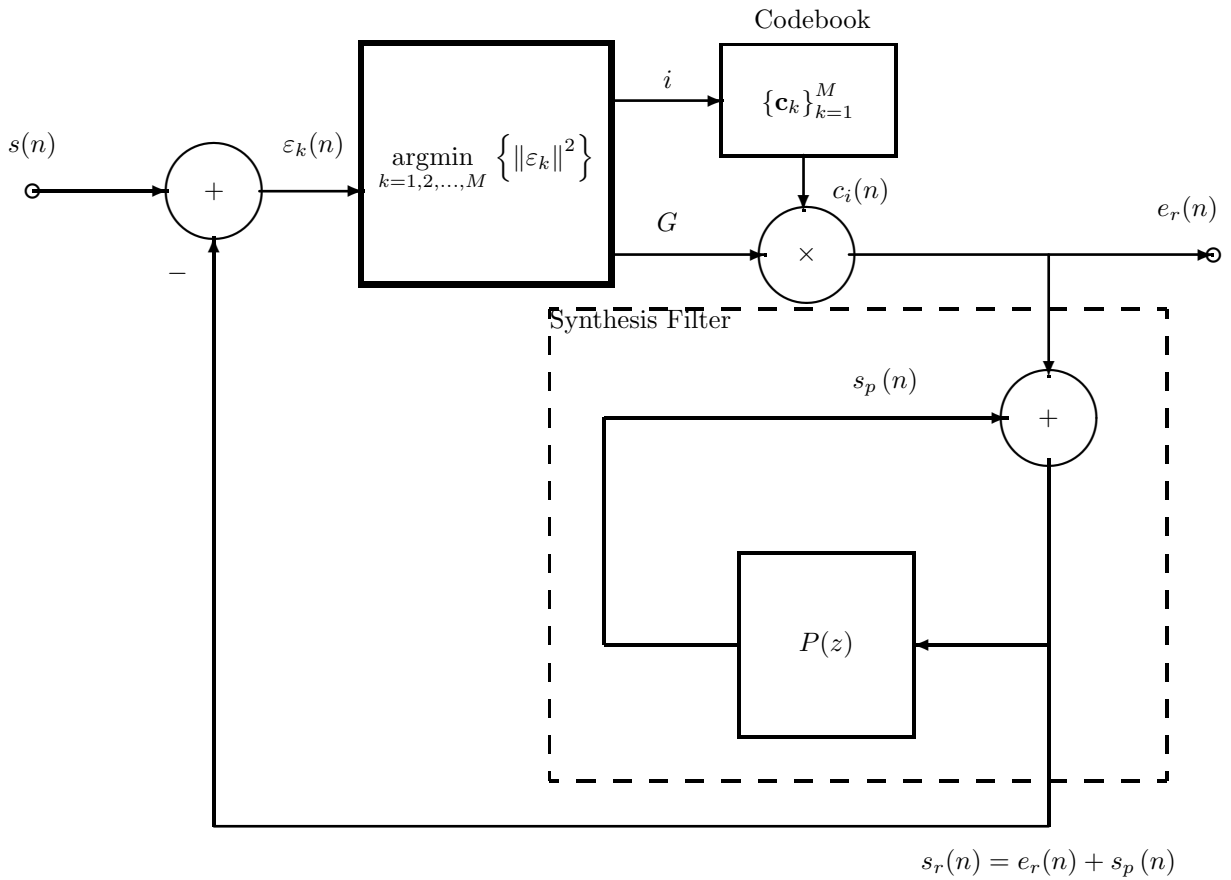 Codebook
i
{c_k}_{k=1}^{M}
s(n)
ε_k(n)
argmin_{k=1,2,...,M} {‖ε_k‖^2}
+
c_i(n)
G
e_r(n)
×
−
Synthesis Filter
s_p(n)
+
P(z)
s_r(n) = e_r(n) + s_p(n)